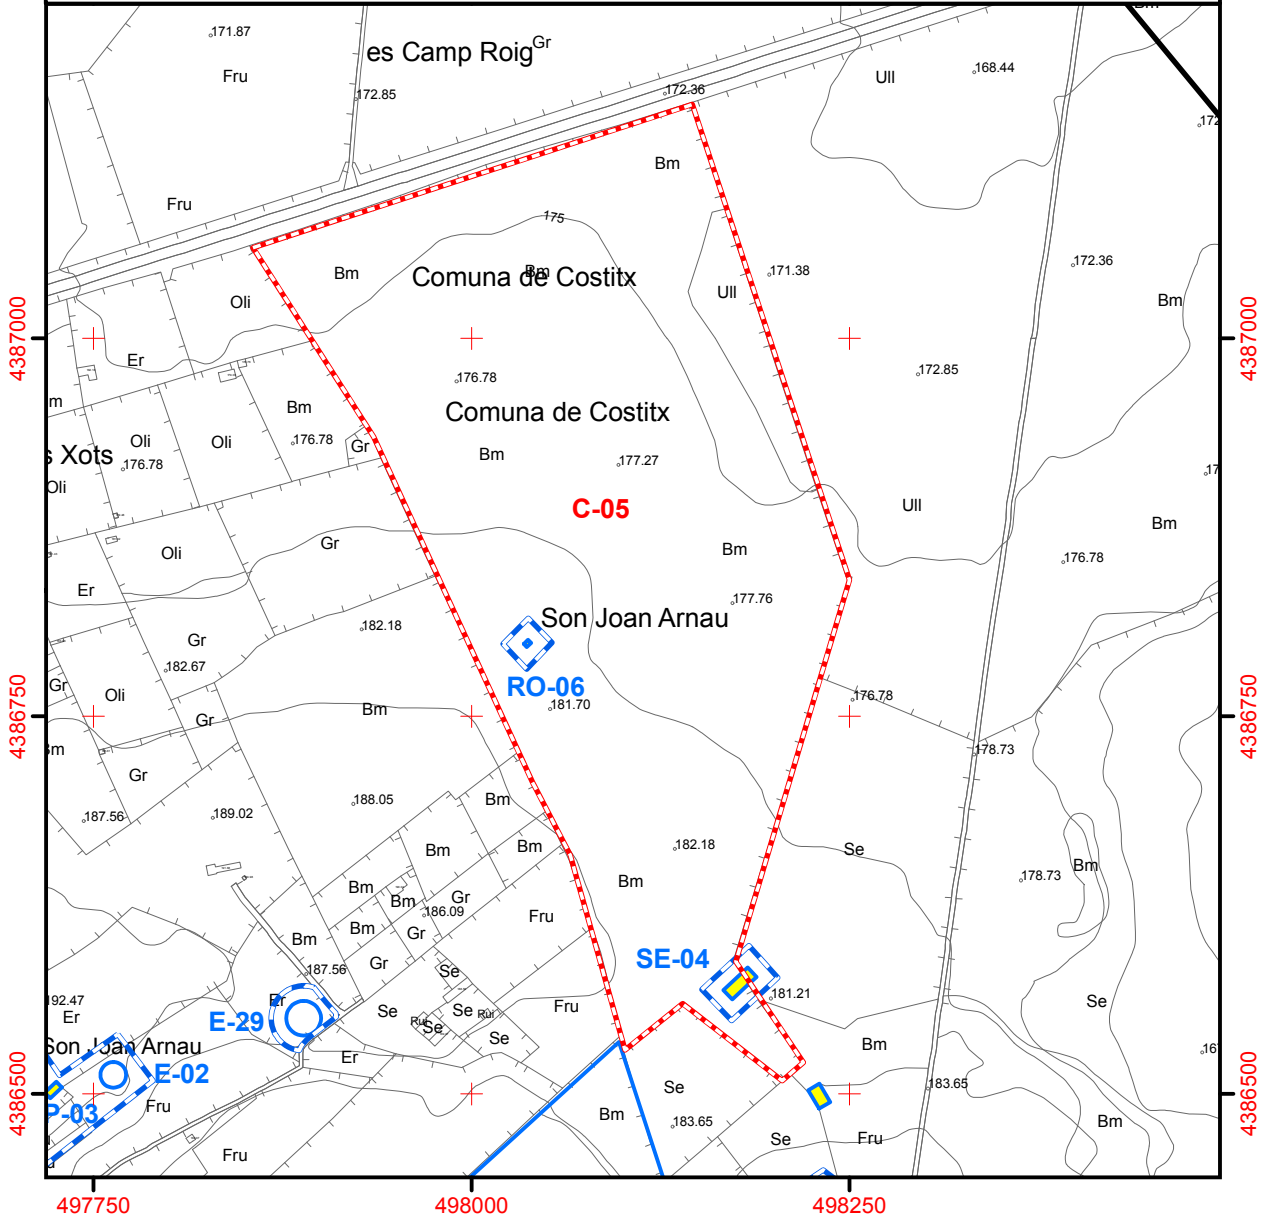 Bm
171.87
es Camp Roig
Gr
Fru
Ull
168.44
172.85
172.36
172
Bm
Fru
175
Bm
Comuna de Costitx
Bm
171.38
172.36
Ull
Bm
Oli
4387000
4387000
Er
176.78
172.85
m
Bm
Comuna de Costitx
Oli
Oli
176.78
Gr
s Xots
176.78
Bm
177.27
17
Oli
C-05
Ull
Bm
Oli
Gr
Bm
176.78
Er
177.76
Son Joan Arnau
182.18
Gr
182.67
Gr
Oli
RO-06
176.78
181.70
Gr
Bm
4386750
4386750
Bm
178.73
Gr
188.05
Bm
187.56
189.02
182.18
Bm
Bm
Se
Bm
178.73
Bm
Bm
Bm
Gr
186.09
Fru
Bm
Gr
Bm
SE-04
187.56
Gr
Se
192.47
Er
181.21
Se
Er
Se
Se
Rui
Fru
E-29
Rui
Se
Se
Son Joan Arnau
Er
Bm
167
E-02
Se
183.65
4386500
4386500
P-03
Fru
Bm
183.65
Bm
Se
Fru
Fru
497750
498000
498250